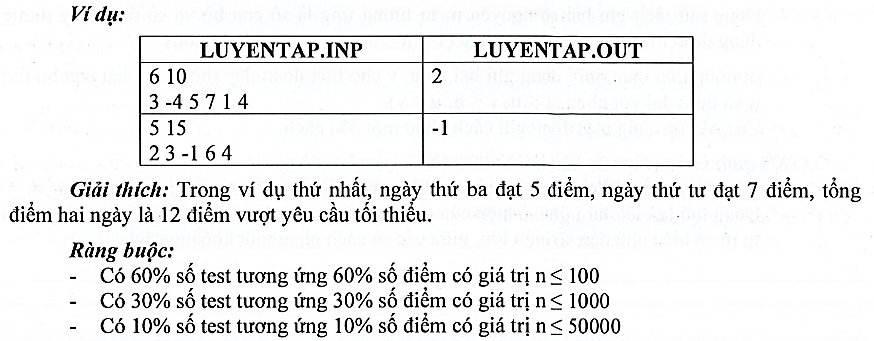 Ví dụ:
LUYENTAP.INP LUYENTAP.OUT
6 10 2
3 -4 5 7 1 4
5 15 -1
2 3 -1 6 4
Giải thích: Trong ví dụ thứ nhất, ngày thứ ba đạt 5 điểm, ngày thứ tư đạt 7 điểm, tổng
điểm hai ngày là 12 điểm vượt yêu cầu tối thiểu.
Ràng buộc:
- Có 60% số test tương ứng 60% số điểm có giá trị n ≤ 100
- Có 30% số test tương ứng 30% số điểm có giá trị n ≤ 1000
- Có 10% số test tương ứng 10% số điểm có giá trị n ≤ 50000